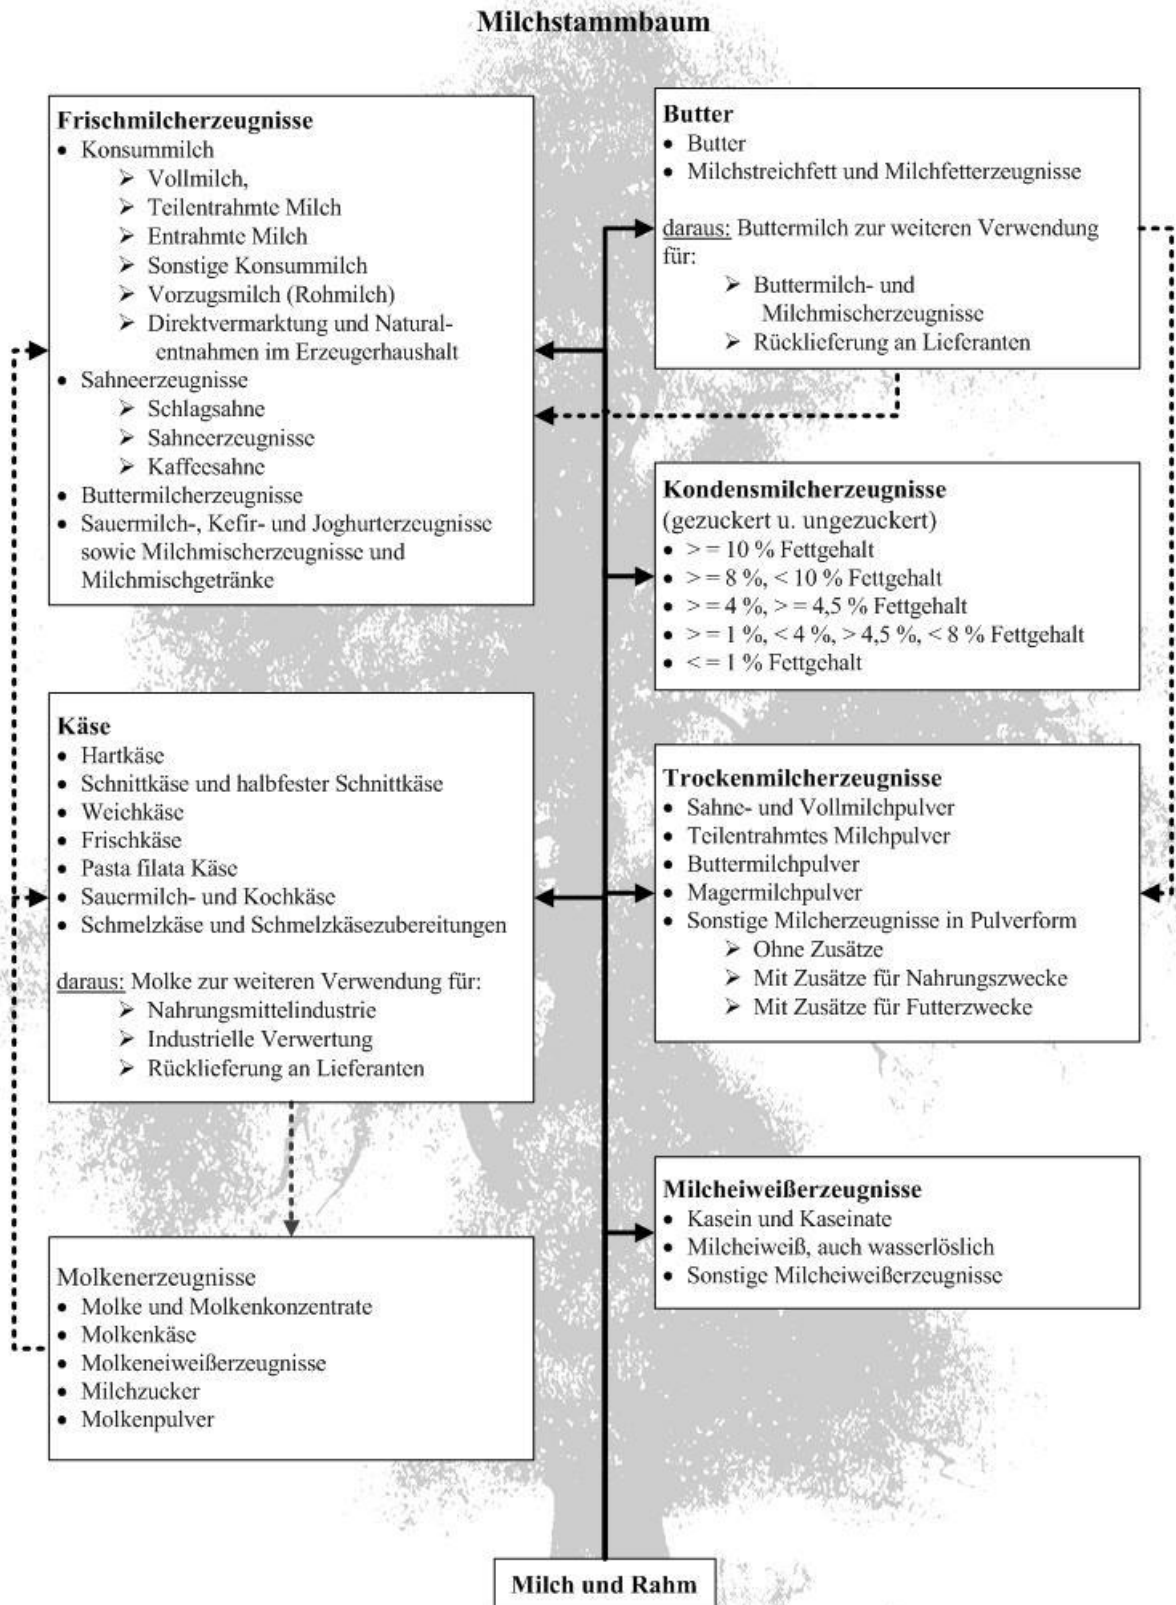 Milchstammbaum
Frischmilcherzeugnisse
• Konsummilch
➢ Vollmilch,
➢ Teilentrahmte Milch
➢ Entrahmte Milch
➢ Sonstige Konsummilch
➢ Vorzugsmilch (Rohmilch)
➢ Direktvermarktung und Natural-
entnahmen im Erzeugerhaushalt
• Sahneerzeugnisse
➢ Schlagsahne
➢ Sahneerzeugnisse
➢ Kaffeesahne
• Buttermilcherzeugnisse
• Sauermilch-, Kefir- und Joghurterzeugnisse
sowie Milchmischerzeugnisse und
Milchmischgetränke
Käse
• Hartkäse
• Schnittkäse und halbfester Schnittkäse
• Weichkäse
• Frischkäse
• Pasta filata Käse
• Sauermilch- und Kochkäse
• Schmelzkäse und Schmelzkäsezubereitungen
daraus: Molke zur weiteren Verwendung für:
➢ Nahrungsmittelindustrie
➢ Industrielle Verwertung
➢ Rücklieferung an Lieferanten
Molkenerzeugnisse
• Molke und Molkenkonzentrate
• Molkenkäse
• Molkeneiweißerzeugnisse
• Milchzucker
• Molkenpulver
Butter
• Butter
• Milchstreichfett und Milchfetterzeugnisse
daraus: Buttermilch zur weiteren Verwendung
für:
➢ Buttermilch- und
Milchmischerzeugnisse
➢ Rücklieferung an Lieferanten
Kondensmilcherzeugnisse
(gezuckert u. ungezuckert)
• > = 10 % Fettgehalt
• > = 8 %, < 10 % Fettgehalt
• > = 4 %, > = 4,5 % Fettgehalt
• > = 1 %, < 4 %, > 4,5 %, < 8 % Fettgehalt
• < = 1 % Fettgehalt
Trockenmilcherzeugnisse
• Sahne- und Vollmilchpulver
• Teilentrahmtes Milchpulver
• Buttermilchpulver
• Magermilchpulver
• Sonstige Milcherzeugnisse in Pulverform
➢ Ohne Zusätze
➢ Mit Zusätze für Nahrungszwecke
➢ Mit Zusätze für Futterzwecke
Milcheiweißerzeugnisse
• Kasein und Kaseinate
• Milcheiweiß, auch wasserlöslich
• Sonstige Milcheiweißerzeugnisse
Milch und Rahm